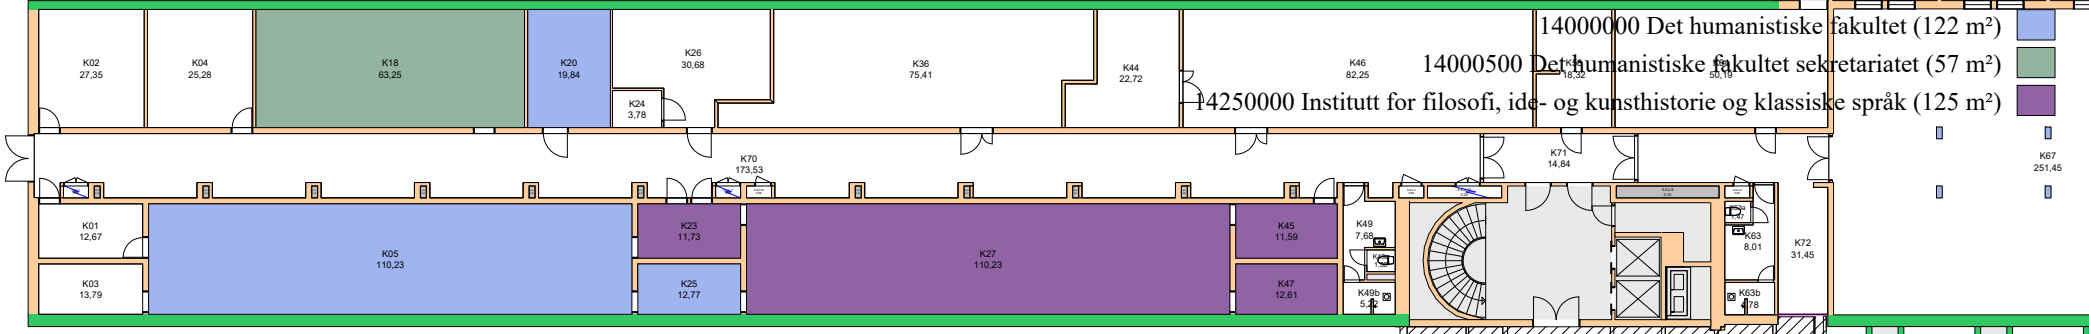 14000000 Det humanistiske fakultet (122 m²)
14000500 Det humanistiske fakultet sekretariatet (57 m²)
14250000 Institutt for filosofi, ide- og kunsthistorie og klassiske språk (125 m²)
K02
27,35
K04
25,28
K18
63,25
K20
19,84
K26
30,68
K24
3,78
K36
75,41
K44
22,72
K46
82,25
18,32
50,19
K70
173,53
K71
14,84
K67
251,45
K01
12,67
K03
13,79
K05
110,23
K23
11,73
K25
12,77
K27
110,23
K45
11,59
K47
12,61
K49
7,68
K49b
K63
8,01
K63b
K72
31,45